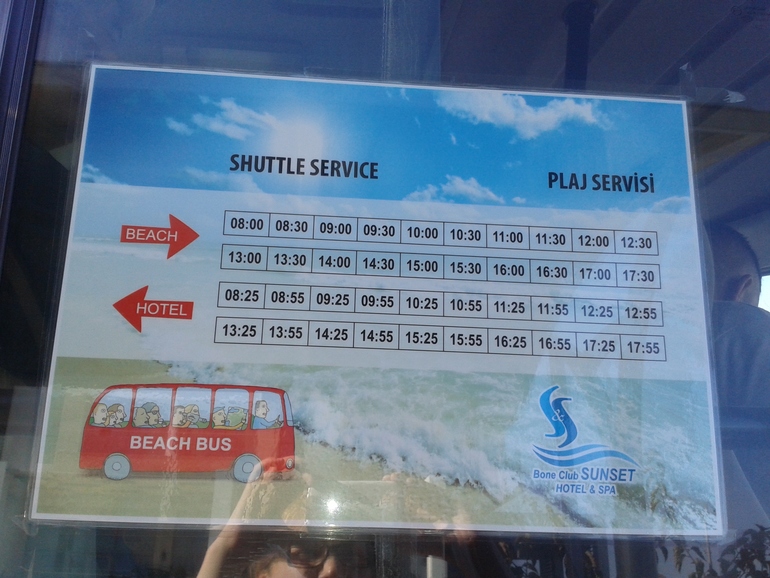 SHUTTLE SERVICE PLAJ SERVİSİ
BEACH 08:00 08:30 09:00 09:30 10:00 10:30 11:00 11:30 12:00 12:30
13:00 13:30 14:00 14:30 15:00 15:30 16:00 16:30 17:00 17:30
HOTEL 08:25 08:55 09:25 09:55 10:25 10:55 11:25 11:55 12:25 12:55
13:25 13:55 14:25 14:55 15:25 15:55 16:25 16:55 17:25 17:55
BEACH BUS
S&S
Bone Club SUNSET
HOTEL & SPA